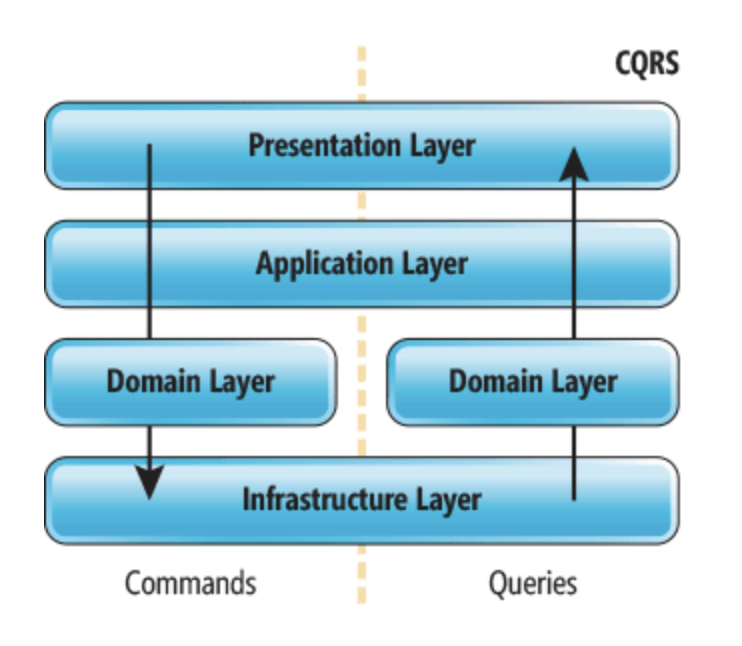 CQRS
Presentation Layer
Application Layer
Domain Layer
Domain Layer
Infrastructure Layer
Commands
Queries